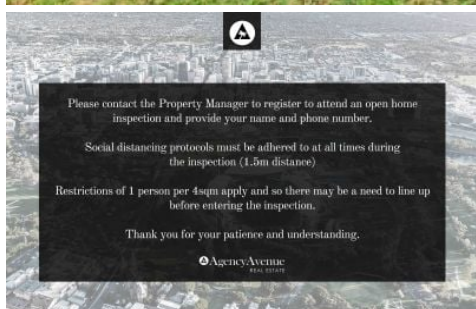 Please contact the Property Manager to register to attend an open home
inspection and provide your name and phone number.
Social distancing protocols must be adhered to at all times during
the inspection (1.5m distance)
Restrictions of 1 person per 4sqm apply and so there may be a need to line up
before entering the inspection.
Thank you for your patience and understanding.
AgencyAvenue
REAL ESTATE